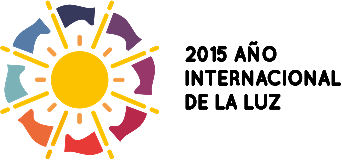 2015 AÑO
INTERNACIONAL
DE LA LUZ